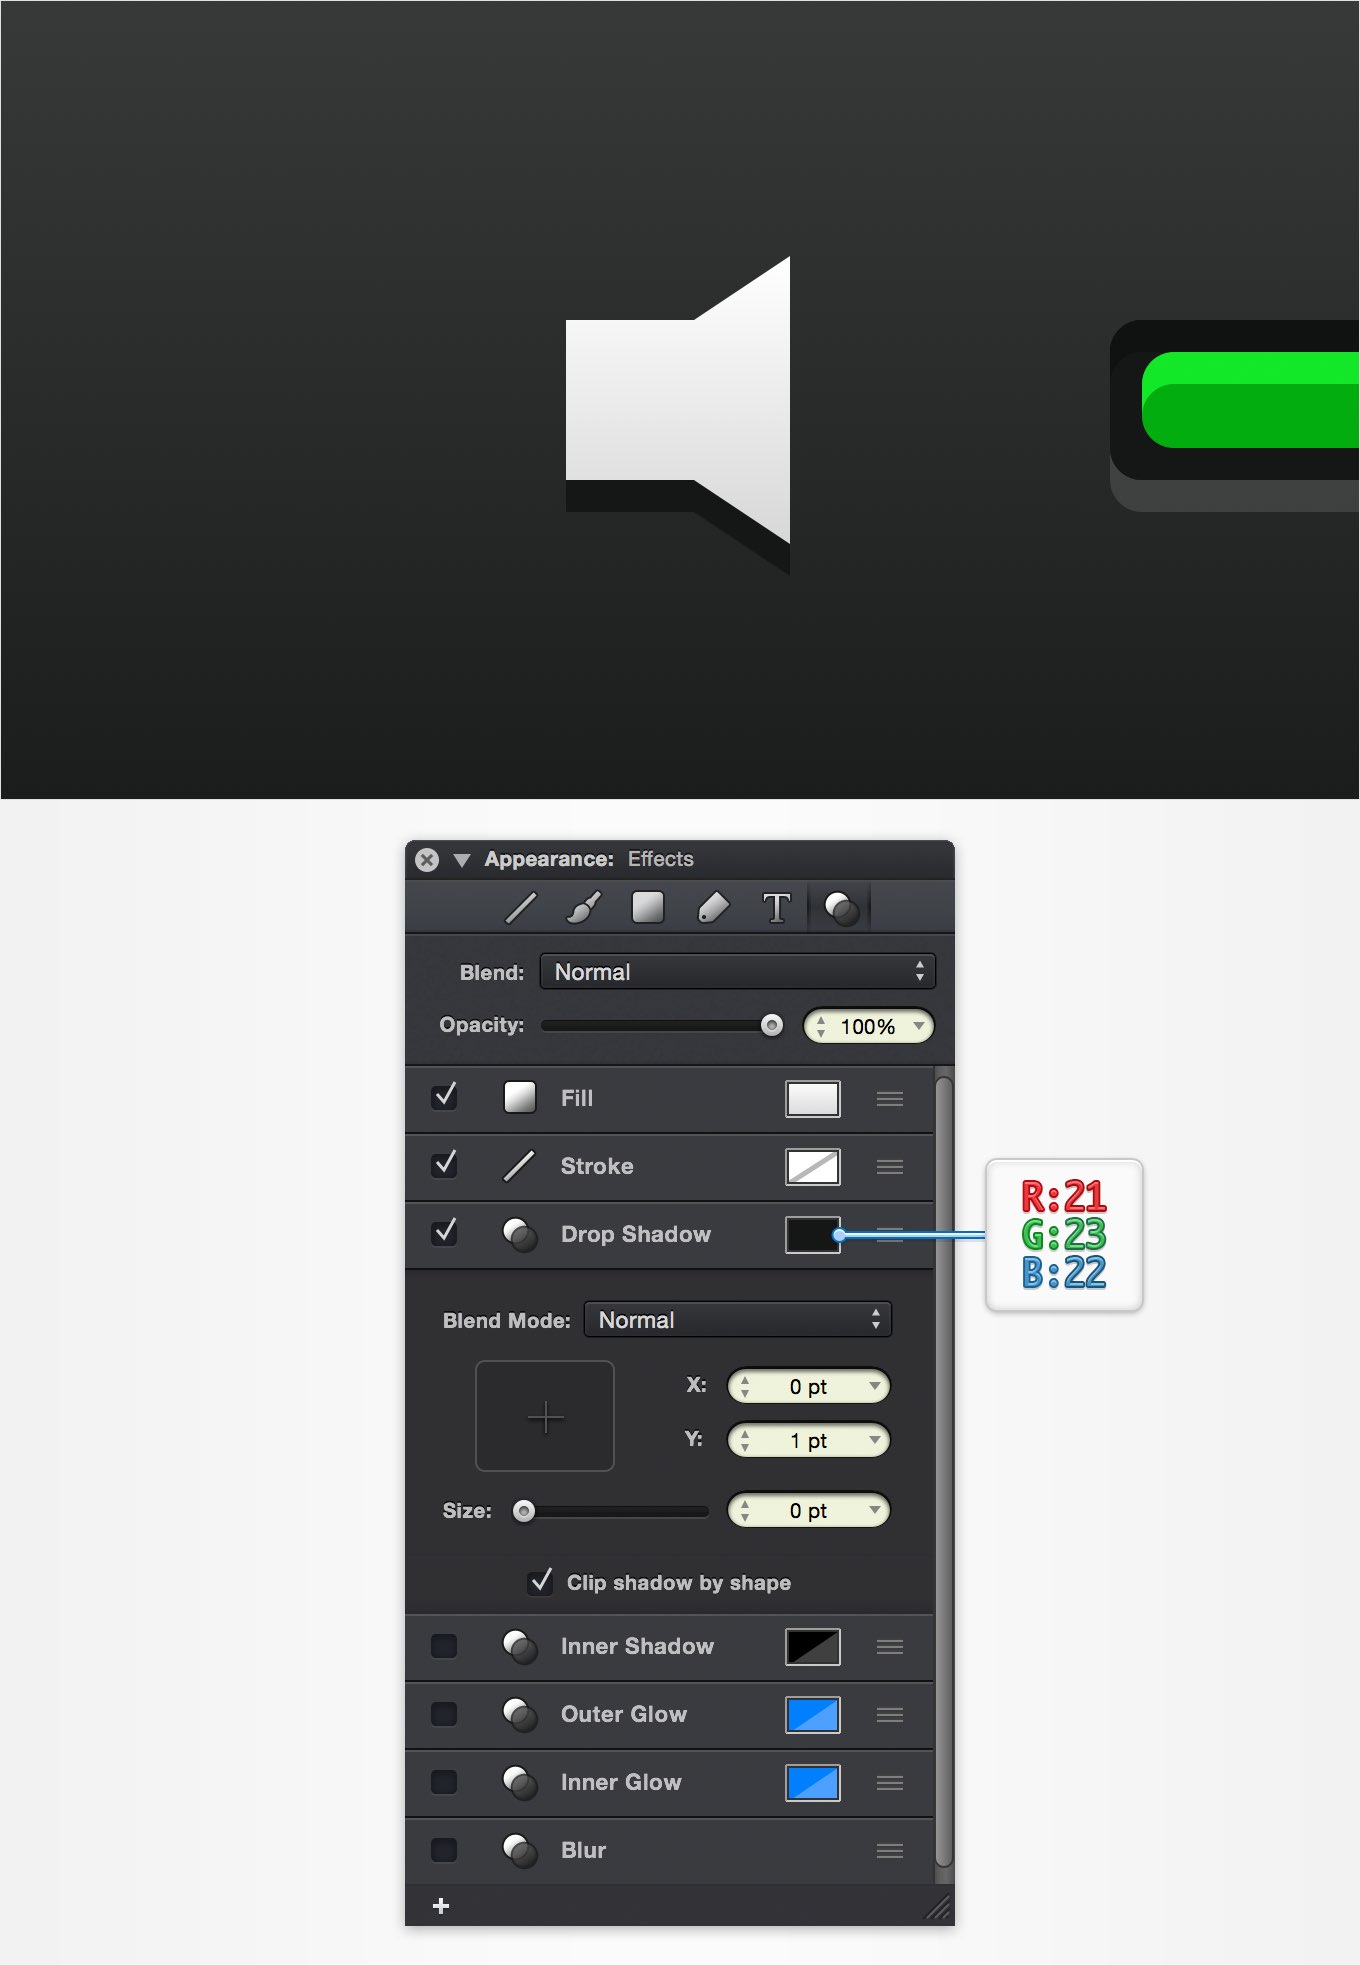 Appearance: Effects
T
Blend: Normal
Opacity: 100%
Fill
Stroke
Drop Shadow
R:21
G:23
B:22
Blend Mode: Normal
X: 0 pt
Y: 1 pt
Size: 0 pt
Clip shadow by shape
Inner Shadow
Outer Glow
Inner Glow
Blur